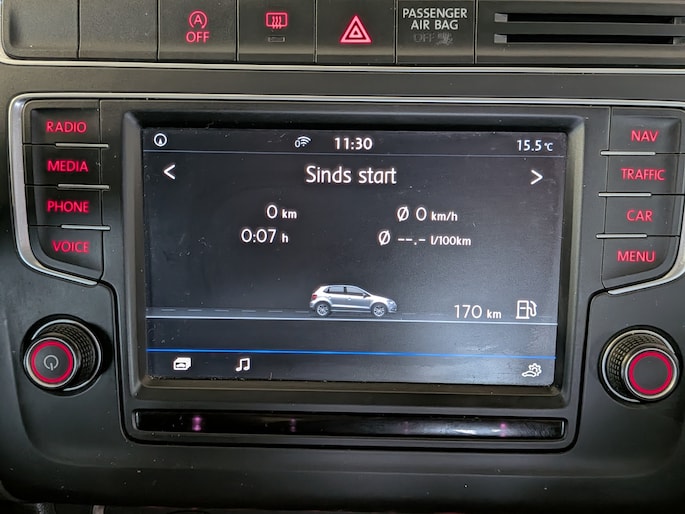 A OFF
PASSENGER
AIR BAG
OFF
RADIO
MEDIA
PHONE
VOICE
0 11:30 15.5 °C
< Sinds start >
0 km Ø 0 km/h
0:07 h Ø --.- l/100km
170 km
NAV
TRAFFIC
CAR
MENU